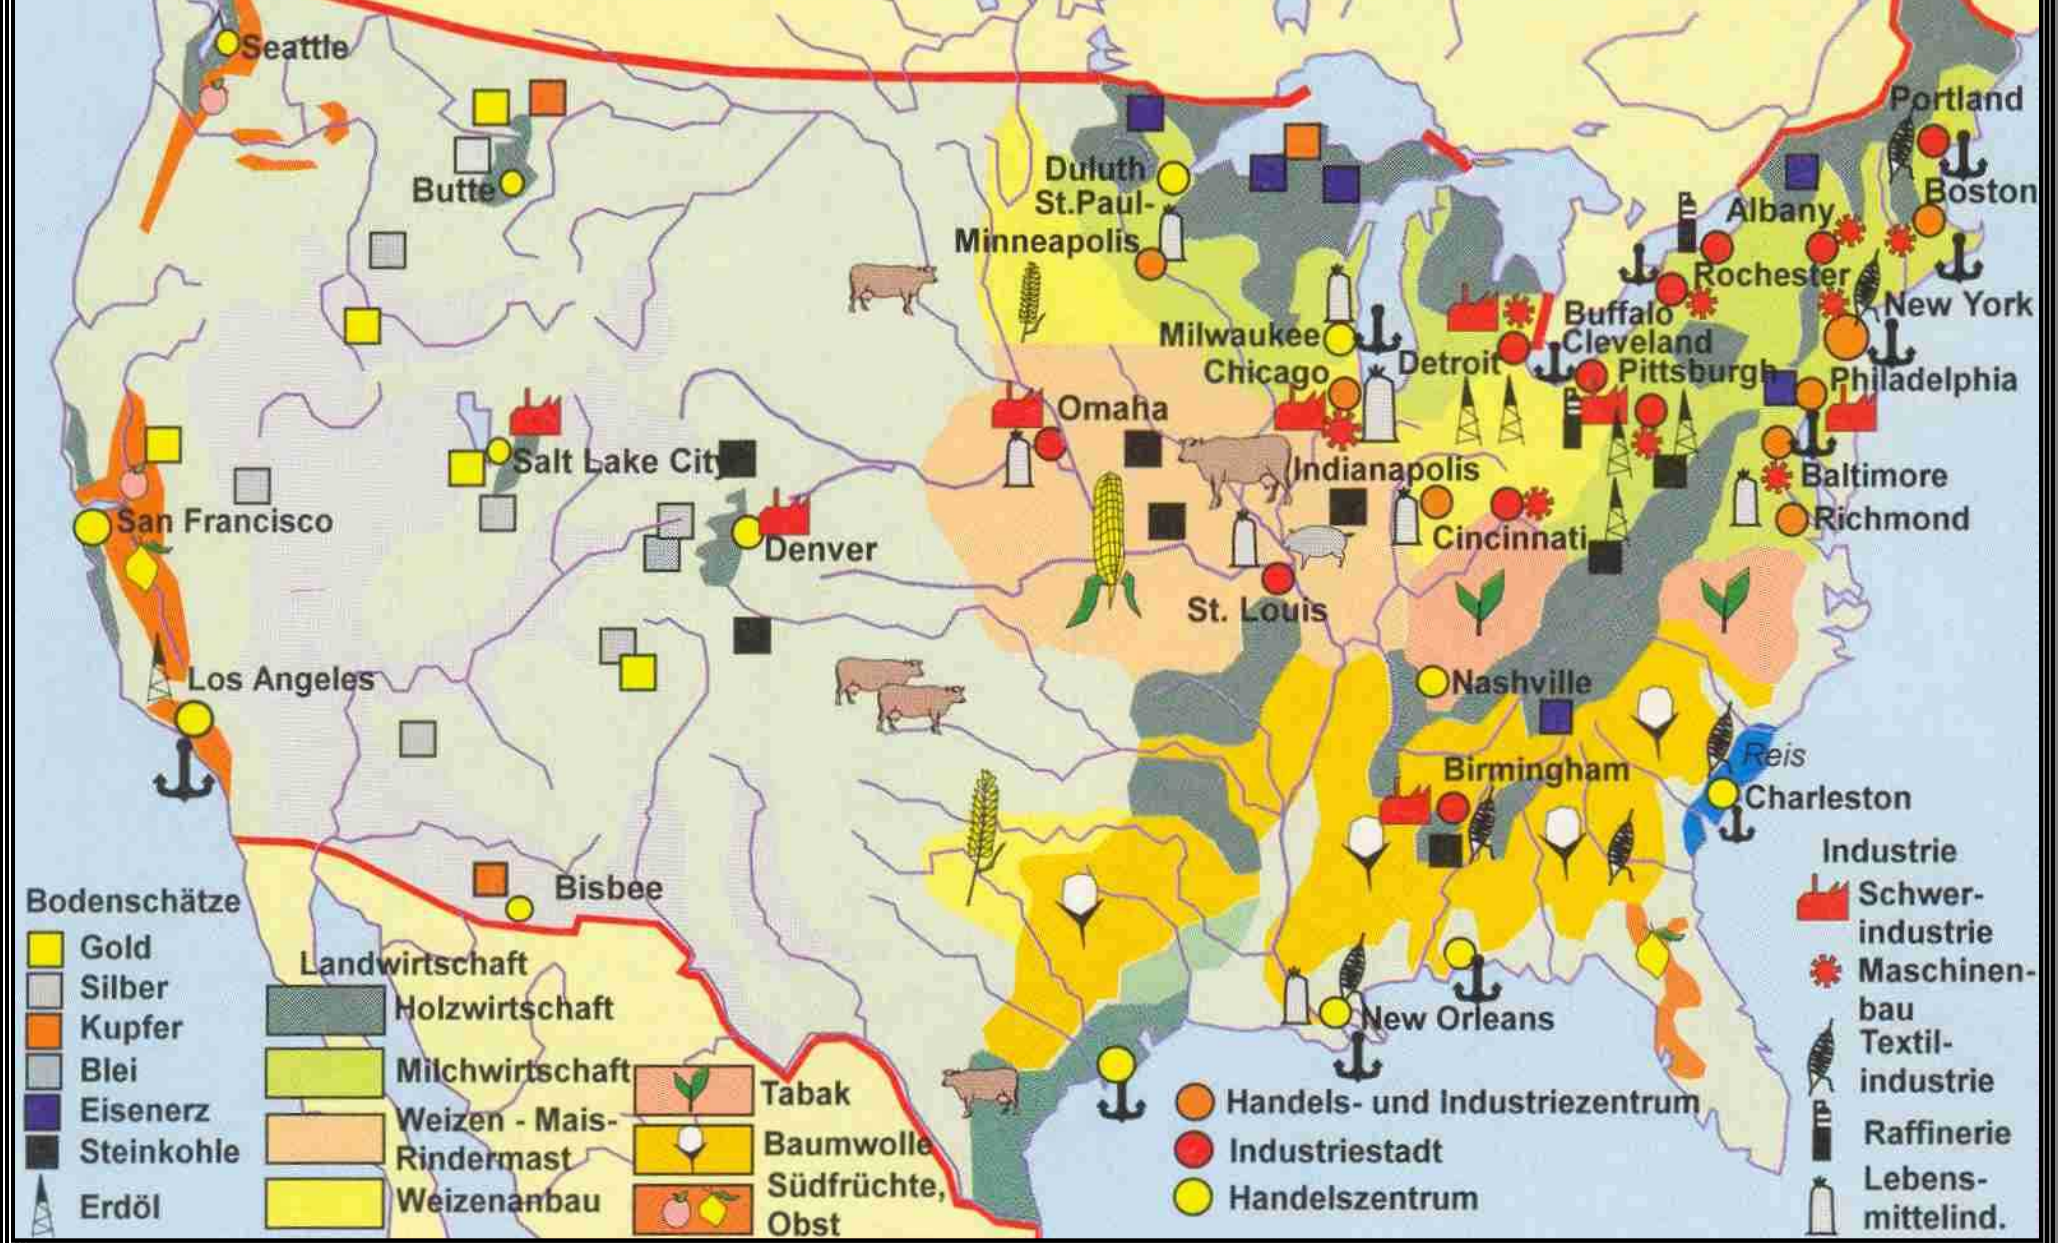 Seattle
Butte
San Francisco
Salt Lake City
Denver
Los Angeles
Bisbee
Duluth
St.Paul-
Minneapolis
Milwaukee
Chicago
Omaha
Indianapolis
St. Louis
Cincinnati
Detroit
Portland
Boston
Albany
Rochester
Buffalo
Cleveland
Pittsburgh
New York
Philadelphia
Baltimore
Richmond
Nashville
Birmingham
Reis
Charleston
New Orleans
Bodenschätze
Gold
Silber
Kupfer
Blei
Eisenerz
Steinkohle
Erdöl
Landwirtschaft
Holzwirtschaft
Milchwirtschaft
Weizen - Mais-
Rindermast
Weizenanbau
Tabak
Baumwolle
Südfrüchte,
Obst
Handels- und Industriezentrum
Industriestadt
Handelszentrum
Industrie
Schwer-
industrie
Maschinen-
bau
Textil-
industrie
Raffinerie
Lebens-
mittelind.